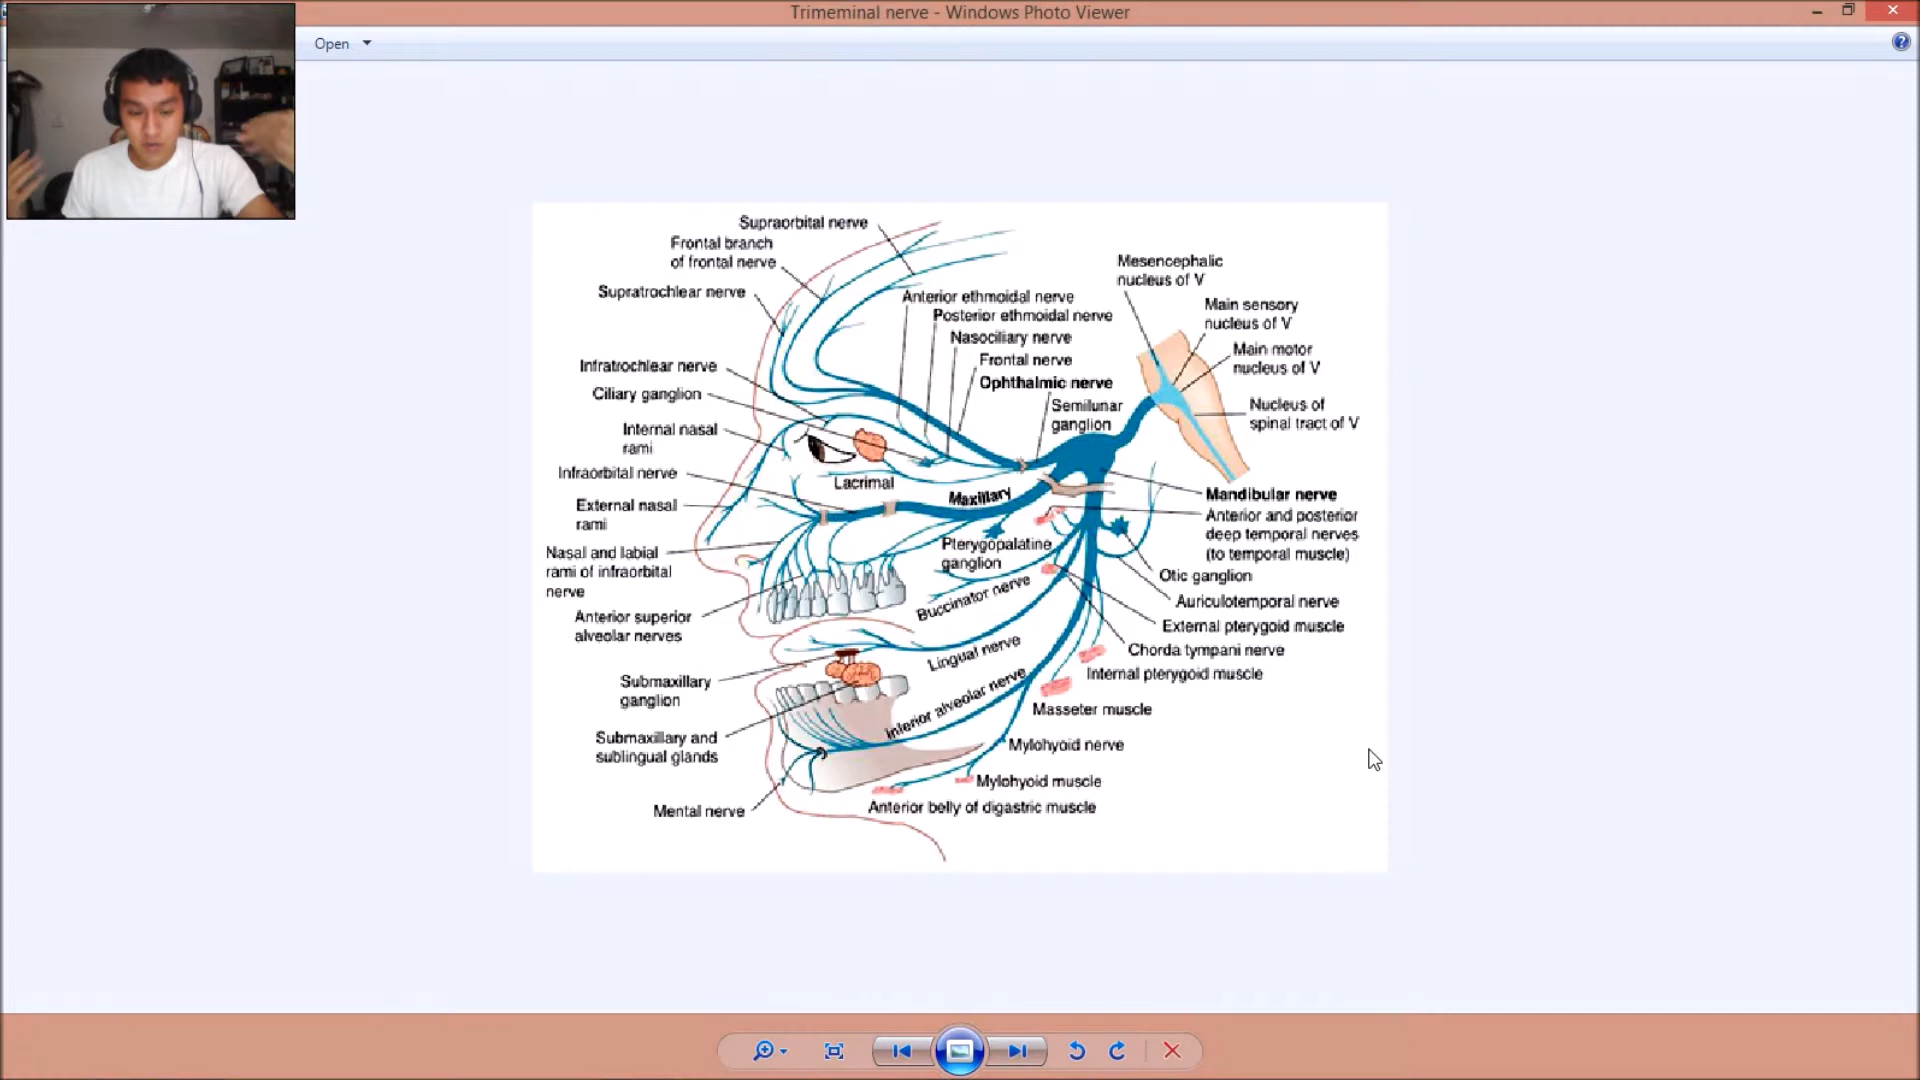 Trimeminal nerve - Windows Photo Viewer
Open
Supraorbital nerve
Frontal branch
of frontal nerve
Supratrochlear nerve
Anterior ethmoidal nerve
Posterior ethmoidal nerve
Nasociliary nerve
Frontal nerve
Ophthalmic nerve
Semilunar
ganglion
Mesencephalic
nucleus of V
Main sensory
nucleus of V
Main motor
nucleus of V
Nucleus of
spinal tract of V
Infratrochlear nerve
Ciliary ganglion
Internal nasal
rami
Infraorbital nerve
External nasal
rami
Nasal and labial
rami of infraorbital
nerve
Anterior superior
alveolar nerves
Submaxillary
ganglion
Submaxillary and
sublingual glands
Mental nerve
Lacrimal
Maxillary
Pterygopalatine
ganglion
Buccinator nerve
Lingual nerve
Inferior alveolar nerve
Mandibular nerve
Anterior and posterior
deep temporal nerves
(to temporal muscle)
Otic ganglion
Auriculotemporal nerve
External pterygoid muscle
Chorda tympani nerve
Internal pterygoid muscle
Masseter muscle
Mylohyoid nerve
Mylohyoid muscle
Anterior belly of digastric muscle